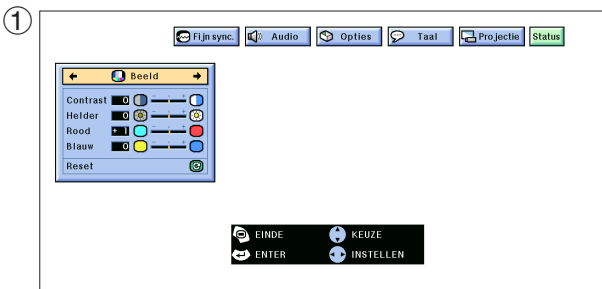 1
Fijn sync. Audio Opties Taal Projectie Status
Beeld
Contrast 0
Helder 0
Rood + 1
Blauw 0
Reset
EINDE KEUZE
ENTER INSTELLEN